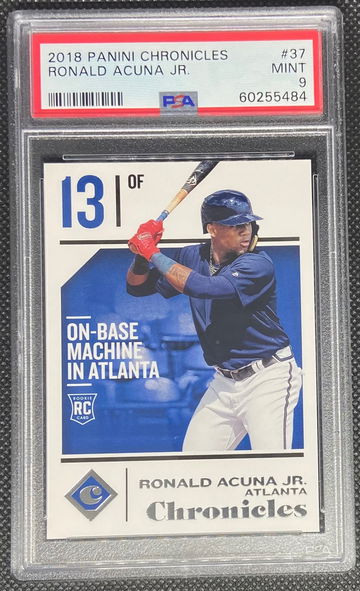 2018 PANINI CHRONICLES #37
RONALD ACUNA JR. MINT
9
PSA 60255484
13 OF
ON-BASE
MACHINE
IN ATLANTA
ROOKIE
RC
CARD
C
RONALD ACUNA JR.
ATLANTA
Chronicles
PSA